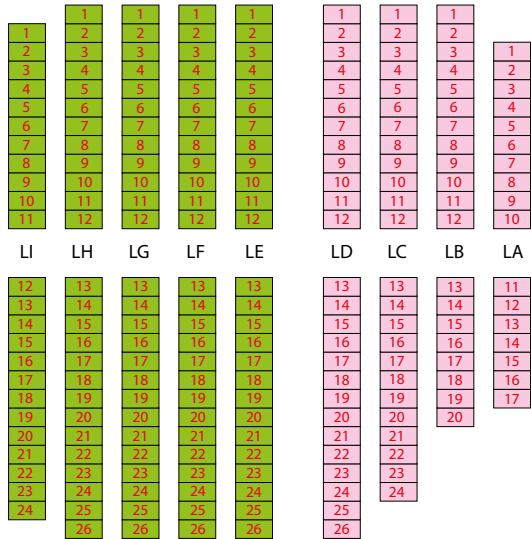 1 1 1 1 1 1 1
1 2 2 2 2 2 2 2
2 3 3 3 3 3 3 3 1
3 4 4 4 4 4 4 4 2
4 5 5 5 5 5 5 5 3
5 6 6 6 6 6 6 6 4
6 7 7 7 7 7 7 7 5
7 8 8 8 8 8 8 8 6
8 9 9 9 9 9 9 9 7
9 10 10 10 10 10 10 10 8
10 11 11 11 11 11 11 11 9
11 12 12 12 12 12 12 12 10
LI LH LG LF LE LD LC LB LA
12 13 13 13 13 13 13 13 11
13 14 14 14 14 14 14 14 12
14 15 15 15 15 15 15 15 13
15 16 16 16 16 16 16 16 14
16 17 17 17 17 17 17 17 15
17 18 18 18 18 18 18 18 16
18 19 19 19 19 19 19 19 17
19 20 20 20 20 20 20 20
20 21 21 21 21 21 21
21 22 22 22 22 22 22
22 23 23 23 23 23 23
23 24 24 24 24 24 24
24 25 25 25 25 25
26 26 26 26 26